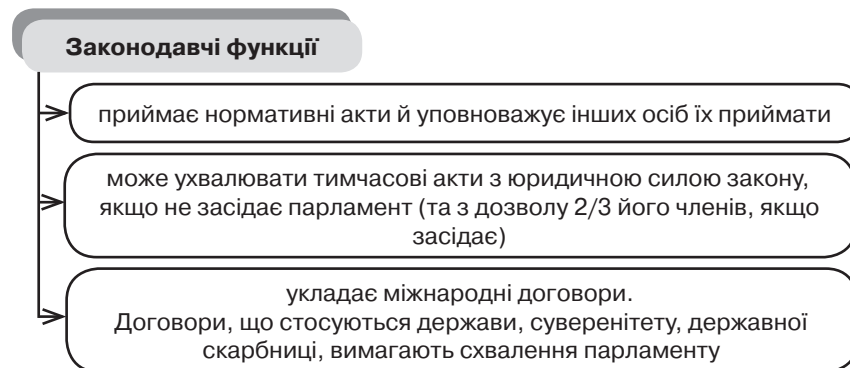 Законодавчі функції
приймає нормативні акти й уповноважує інших осіб їх приймати
може ухвалювати тимчасові акти з юридичною силою закону,
якщо не засідає парламент (та з дозволу 2/3 його членів, якщо
засідає)
укладає міжнародні договори.
Договори, що стосуються держави, суверенітету, державної
скарбниці, вимагають схвалення парламенту